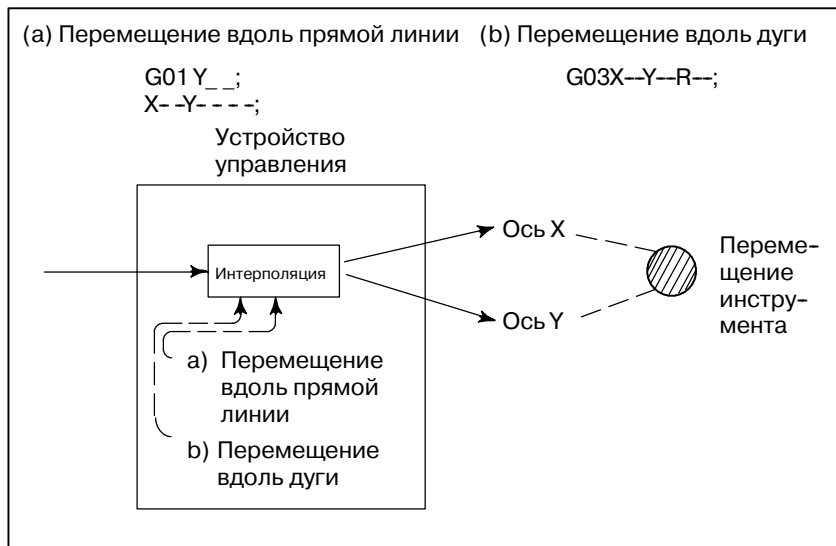 (a) Перемещение вдоль прямой линии (b) Перемещение вдоль дуги
G01 Y_ _;
X--Y----;
G03X--Y--R--;
Устройство
управления
Интерполяция
Ось X
Ось Y
Переме-
щение
инстру-
мента
a) Перемещение
вдоль прямой
линии
b) Перемещение
вдоль дуги